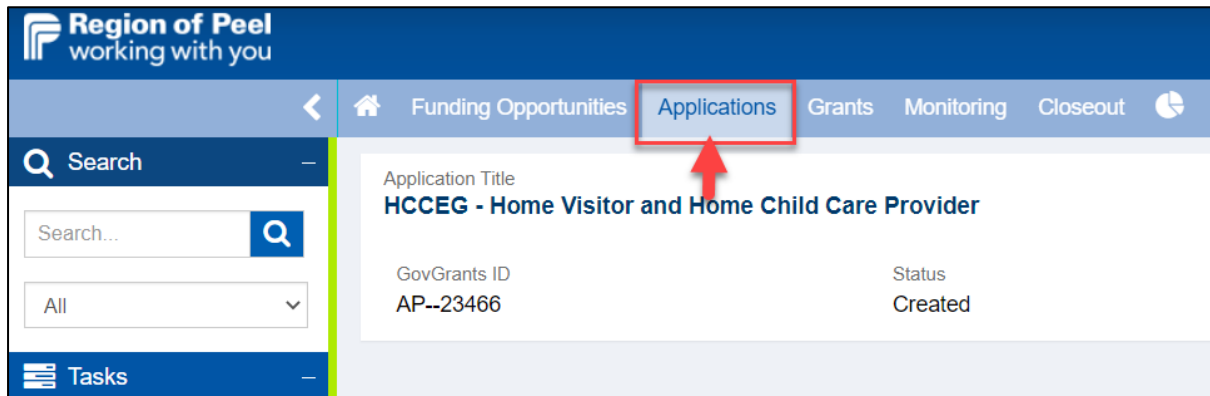 Region of Peel
working with you
Funding Opportunities Applications Grants Monitoring Closeout
Search
Search...
All
Tasks
Application Title
HCCEG - Home Visitor and Home Child Care Provider
GovGrants ID Status
AP--23466 Created